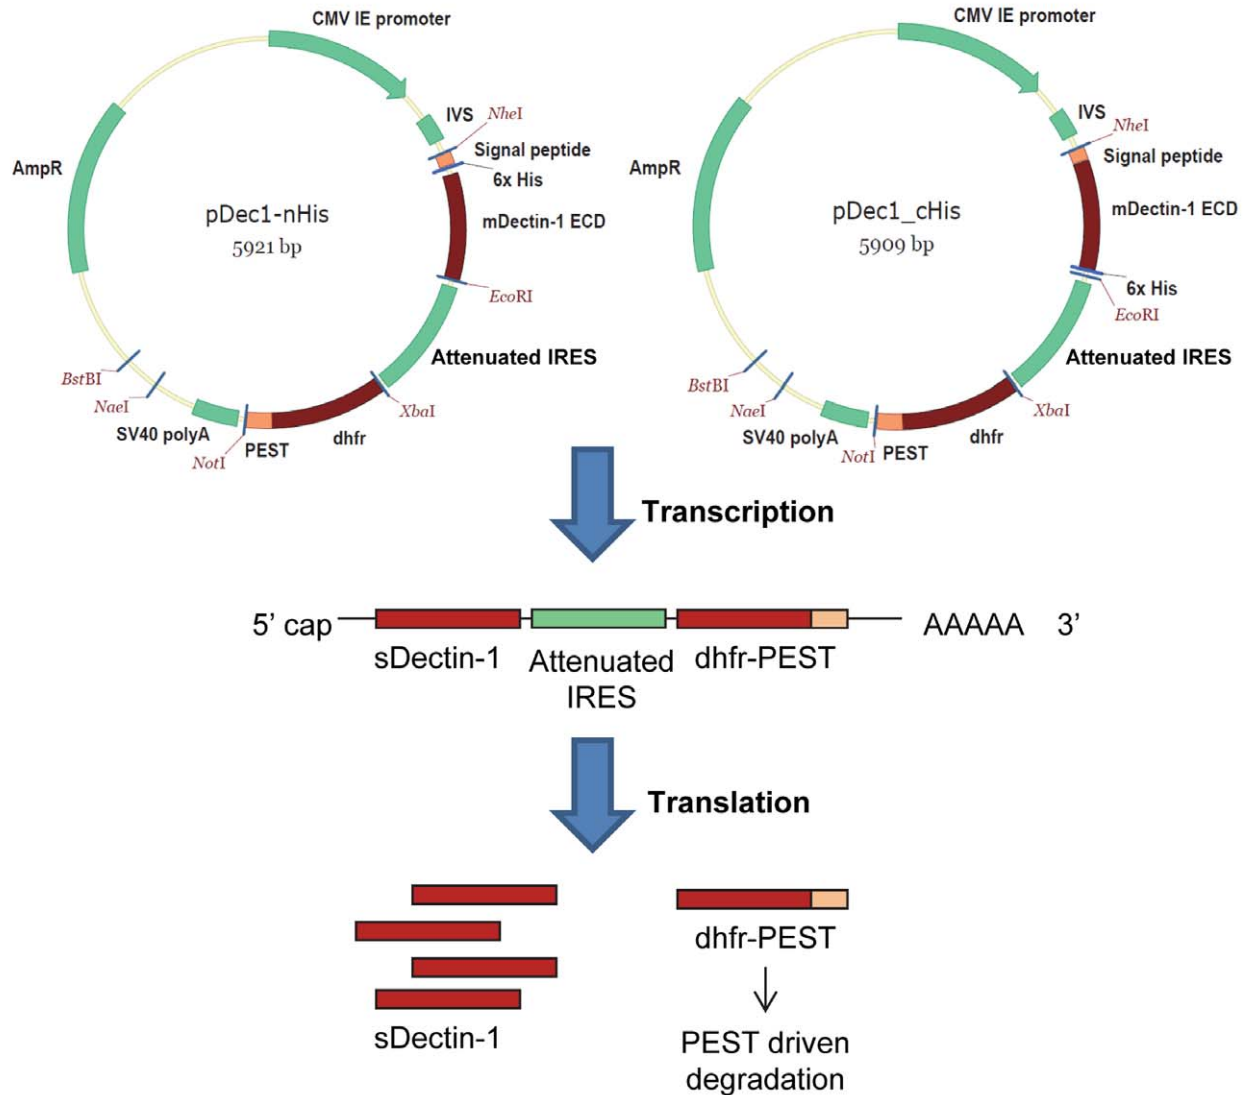 CMV IE promoter
IVS
NheI
Signal peptide
6x His
mDectin-1 ECD
EcoRI
Attenuated IRES
XbaI
dhfr
PEST
NotI
SV40 polyA
NaeI
BstBI
AmpR
pDec1-nHis
5921 bp
CMV IE promoter
IVS
NheI
Signal peptide
mDectin-1 ECD
6x His
EcoRI
Attenuated IRES
XbaI
dhfr
PEST
NotI
SV40 polyA
NaeI
BstBI
AmpR
pDec1_cHis
5909 bp
Transcription
5’ cap
AAAAA 3’
sDectin-1
Attenuated
IRES
dhfr-PEST
Translation
sDectin-1
dhfr-PEST
PEST driven
degradation